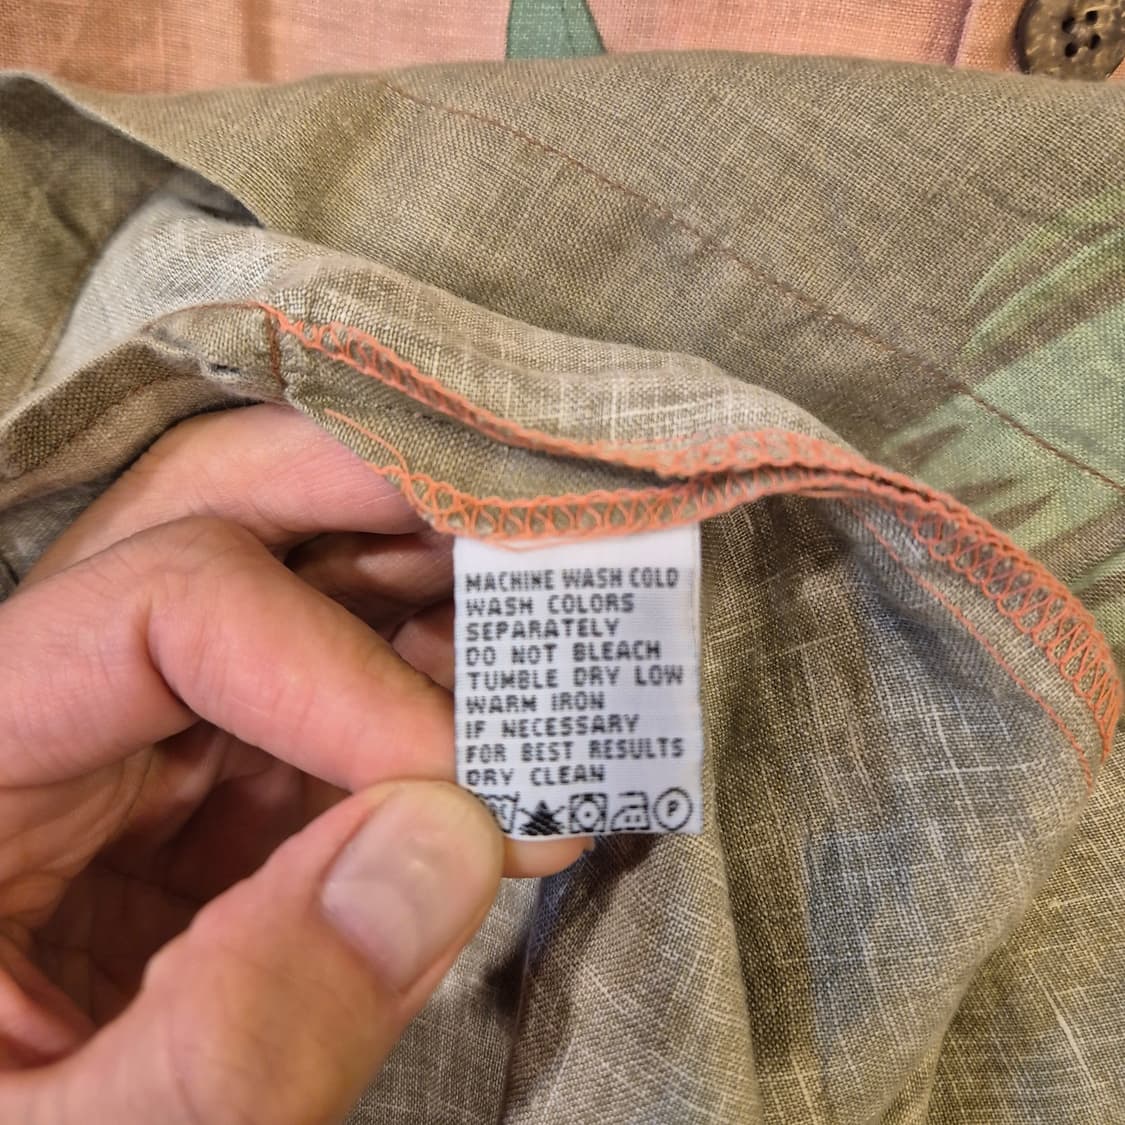 MACHINE WASH COLD
WASH COLORS
SEPARATELY
DO NOT BLEACH
TUMBLE DRY LOW
WARM IRON
IF NECESSARY
FOR BEST RESULTS
DRY CLEAN
P